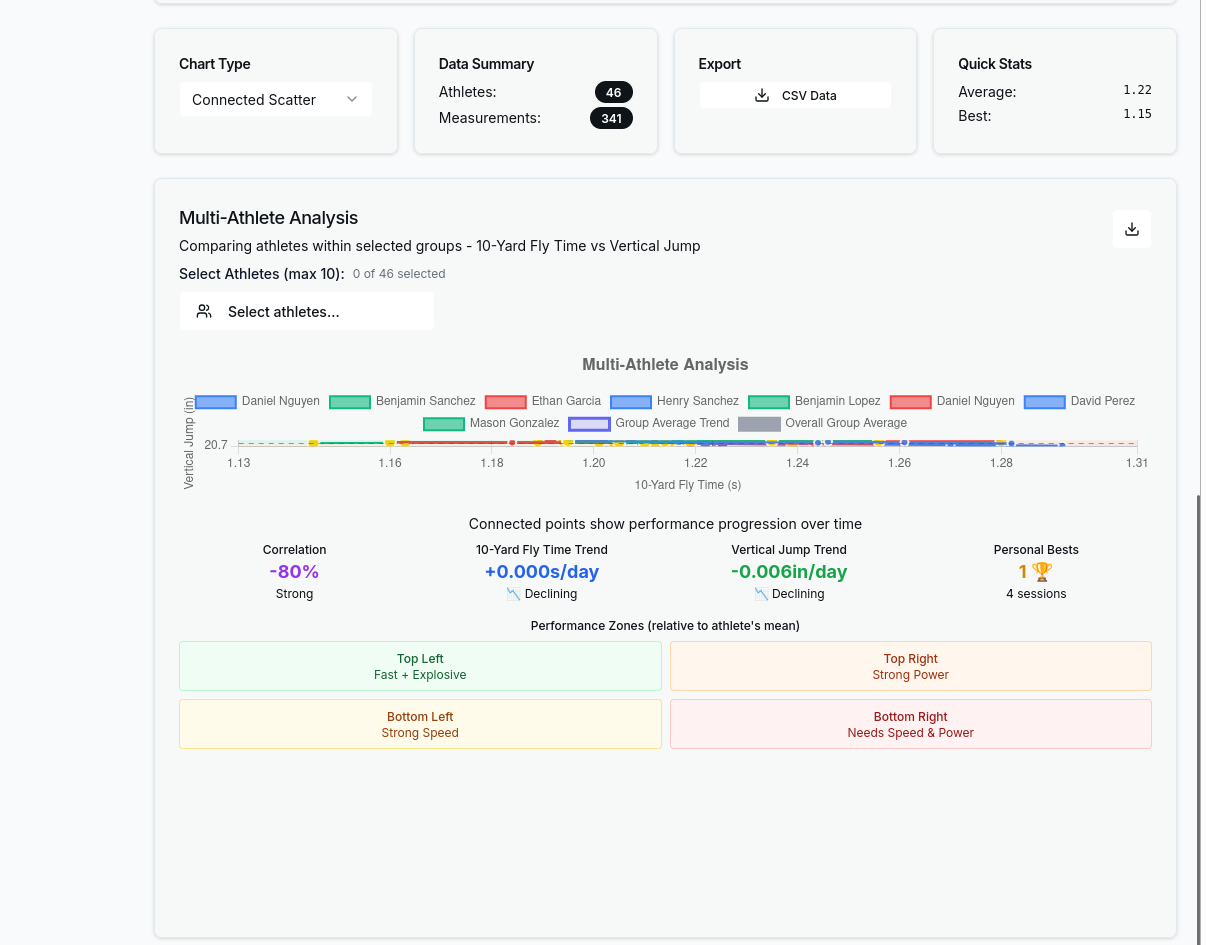 Chart Type
Connected Scatter
Data Summary
Athletes: 46
Measurements: 341
Export
CSV Data
Quick Stats
Average: 1.22
Best: 1.15
Multi-Athlete Analysis
Comparing athletes within selected groups - 10-Yard Fly Time vs Vertical Jump
Select Athletes (max 10): 0 of 46 selected
Select athletes...
Multi-Athlete Analysis
Daniel Nguyen Benjamin Sanchez Ethan Garcia Henry Sanchez Benjamin Lopez Daniel Nguyen David Perez
Mason Gonzalez Group Average Trend Overall Group Average
Vertical Jump (in)
20.7
1.13 1.16 1.18 1.20 1.22 1.24 1.26 1.28 1.31
10-Yard Fly Time (s)
Connected points show performance progression over time
Correlation 10-Yard Fly Time Trend Vertical Jump Trend Personal Bests
-80% +0.000s/day -0.006in/day 1 🏆
Strong 📉 Declining 📉 Declining 4 sessions
Performance Zones (relative to athlete's mean)
Top Left
Fast + Explosive
Top Right
Strong Power
Bottom Left
Strong Speed
Bottom Right
Needs Speed & Power